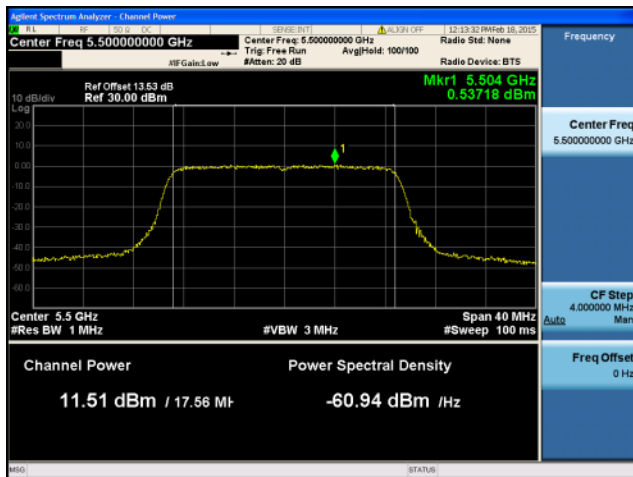 Agilent Spectrum Analyzer - Channel Power
RL RF 50 Ω DC SENSE:INT ALIGN OFF 12:13:32 PM Feb 18, 2015
Center Freq 5.500000000 GHz
Center Freq: 5.500000000 GHz Radio Std: None
Trig: Free Run Avg|Hold: 100/100
#IFGain:Low #Atten: 20 dB Radio Device: BTS
Frequency
Ref Offset 13.53 dB Mkr1 5.504 GHz
10 dB/div Ref 30.00 dBm 0.53718 dBm
Log
20.0
10.0
0.00
-10.0
-20.0
-30.0
-40.0
-50.0
-60.0
1
Center 5.5 GHz Span 40 MHz
#Res BW 1 MHz #VBW 3 MHz #Sweep 100 ms
Channel Power Power Spectral Density
11.51 dBm / 17.56 MH -60.94 dBm /Hz
Center Freq
5.500000000 GHz
CF Step
4.000000 MHz
Auto Man
Freq Offset
0 Hz
MSG STATUS